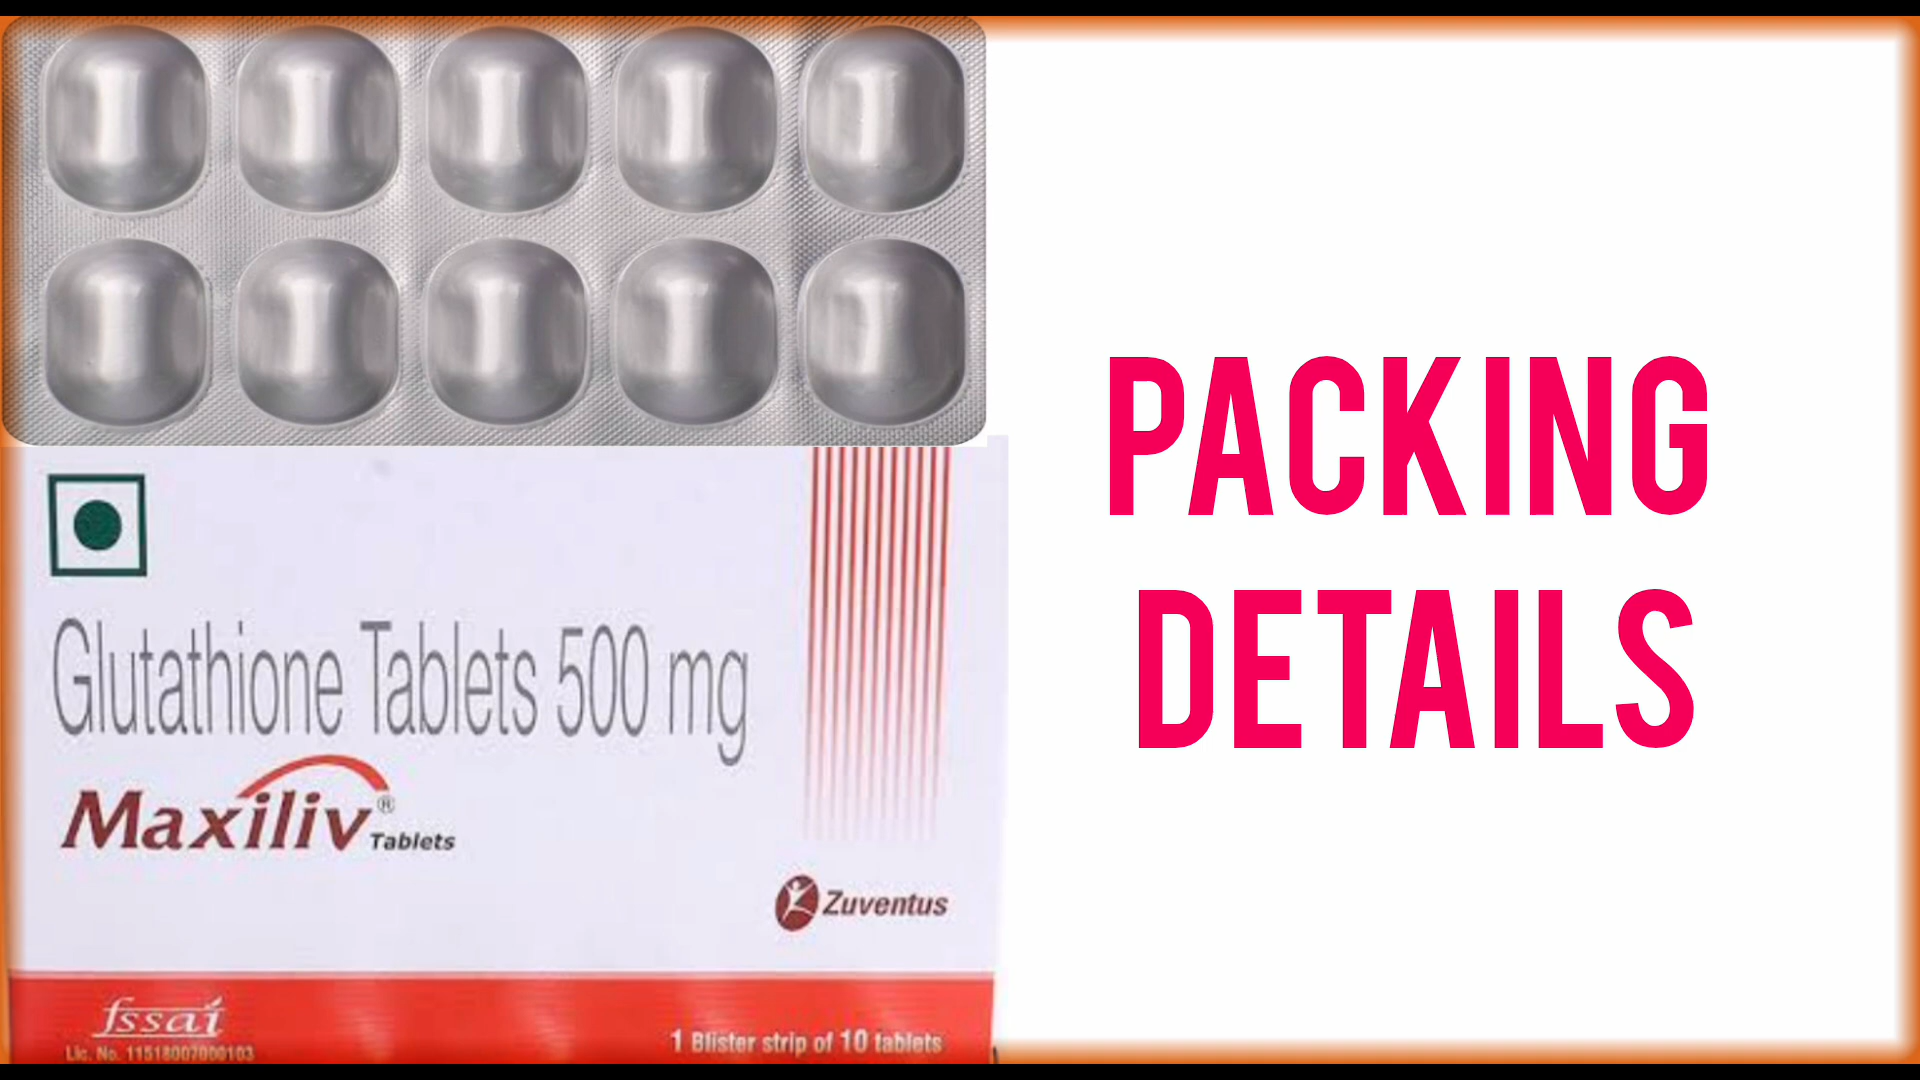 Glutathione Tablets 500 mg
Maxiliv® Tablets
Zuventus
fssai
Lic. No. 11518007000103
1 Blister strip of 10 tablets
PACKING
DETAILS